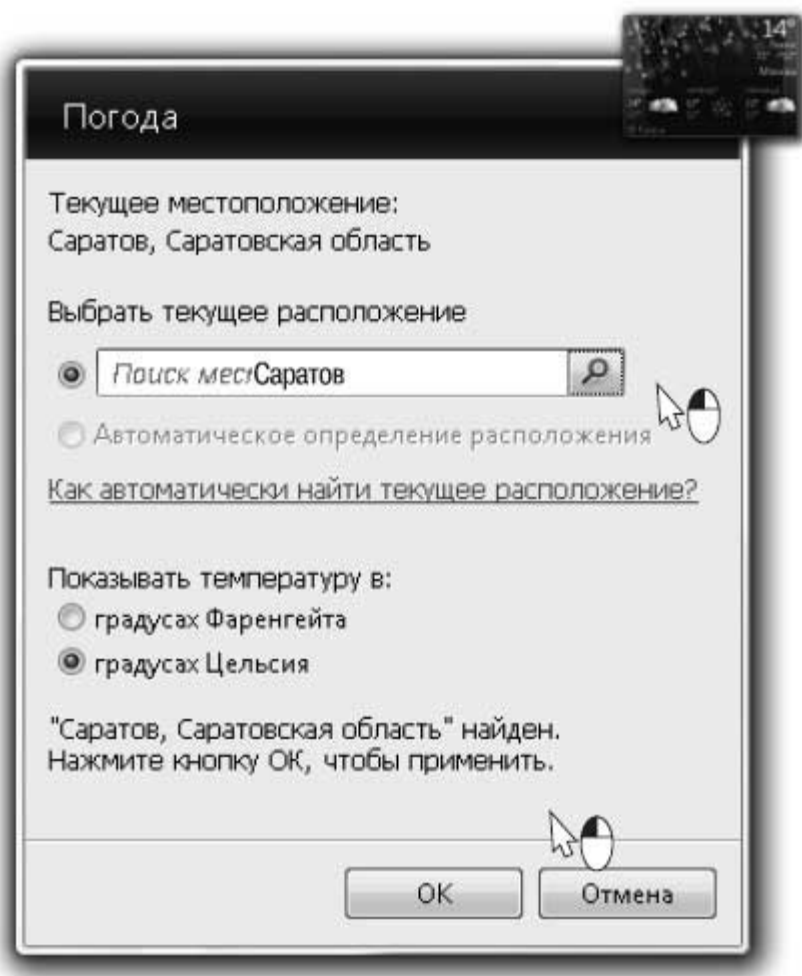 14°
Погода
Текущее местоположение:
Саратов, Саратовская область
Выбрать текущее расположение
Поиск мест Саратов
Автоматическое определение расположения
Как автоматически найти текущее расположение?
Показывать температуру в:
градусах Фаренгейта
градусах Цельсия
"Саратов, Саратовская область" найден.
Нажмите кнопку ОК, чтобы применить.
ОК
Отмена